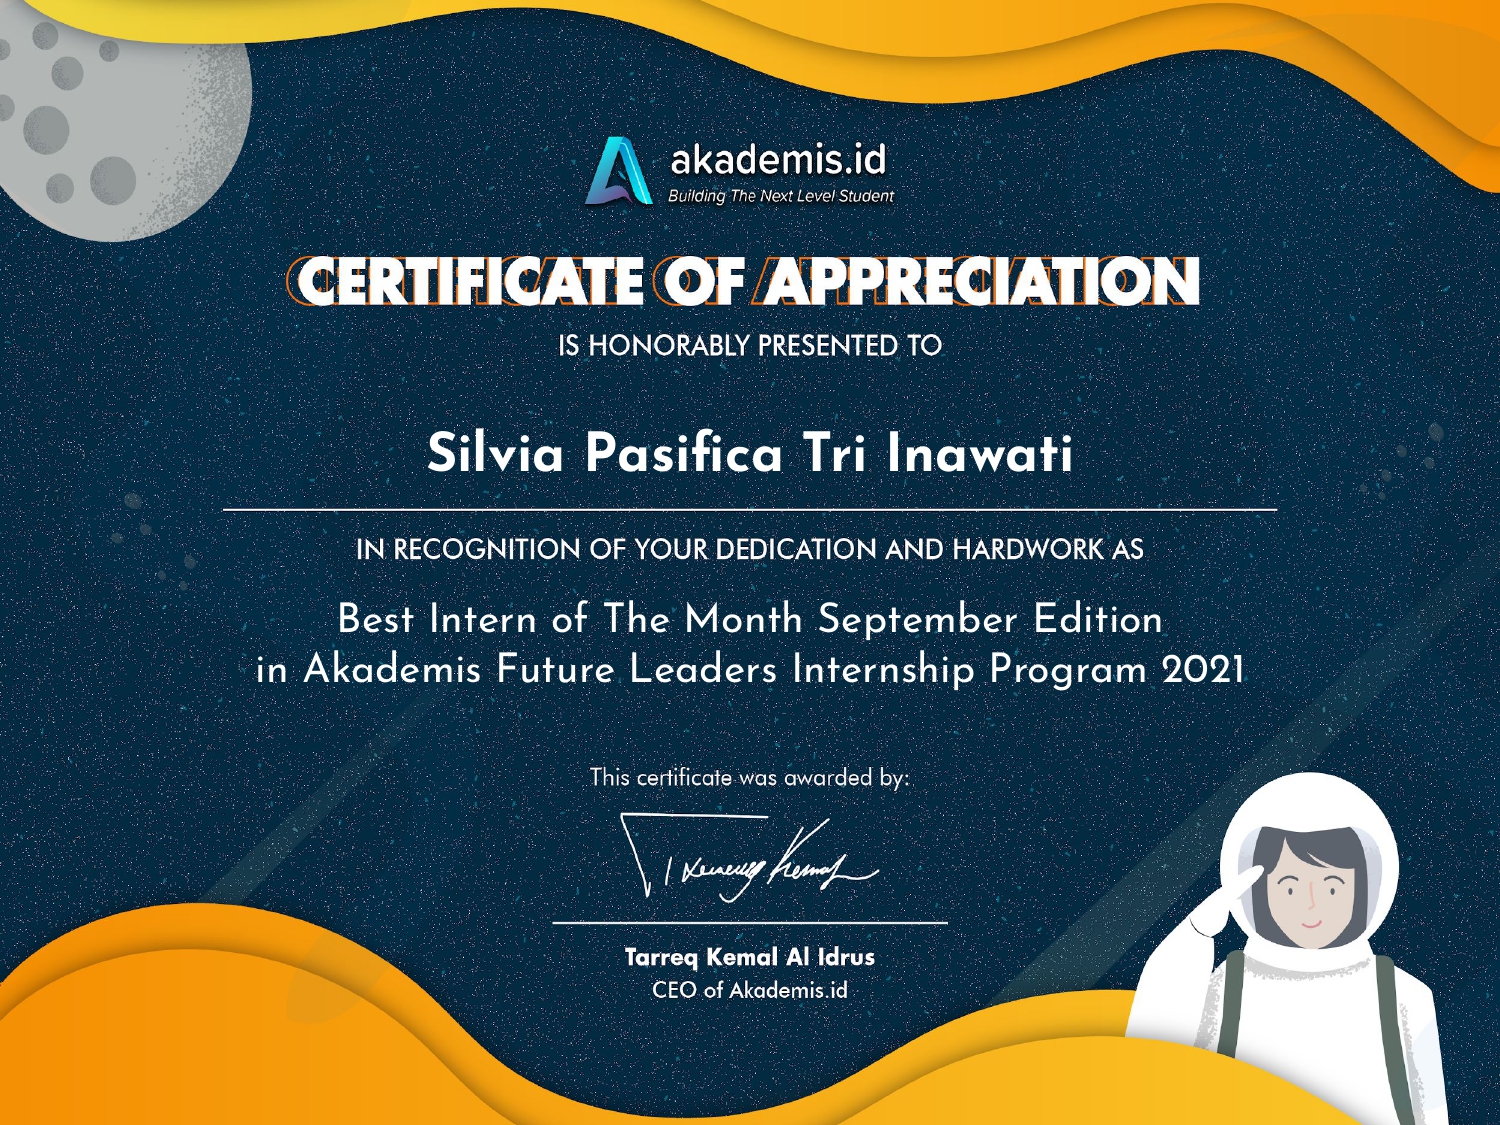 akademis.id
Building The Next Level Student
CERTIFICATE OF APPRECIATION
IS HONORABLY PRESENTED TO
Silvia Pasifica Tri Inawati
IN RECOGNITION OF YOUR DEDICATION AND HARDWORK AS
Best Intern of The Month September Edition
in Akademis Future Leaders Internship Program 2021
This certificate was awarded by:
Tarreq Kemal Al Idrus
CEO of Akademis.id